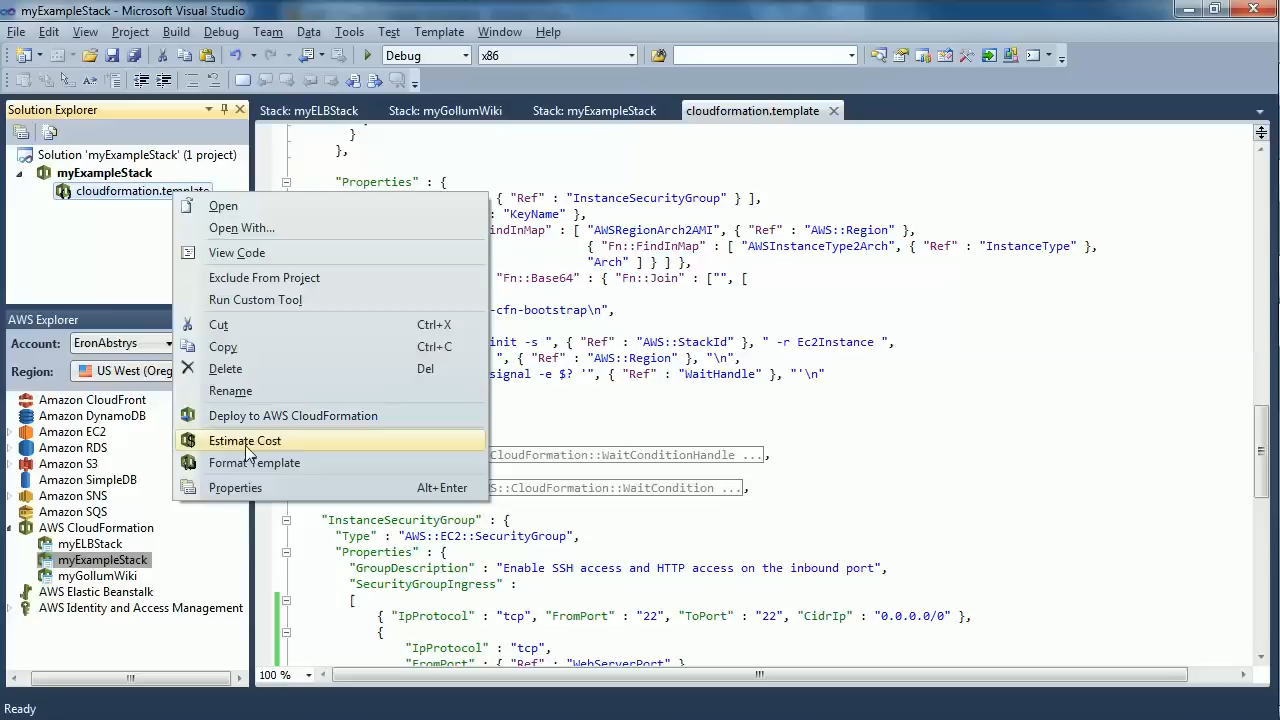 myExampleStack - Microsoft Visual Studio
File Edit View Project Build Debug Team Data Tools Test Template Window Help
Debug x86
Solution Explorer
Stack: myELBStack Stack: myGollumWiki Stack: myExampleStack cloudformation.template
Solution 'myExampleStack' (1 project)
myExampleStack
cloudformation.template
Open
Open With...
View Code
Exclude From Project
Run Custom Tool
Cut Ctrl+X
Copy Ctrl+C
Delete Del
Rename
Deploy to AWS CloudFormation
Estimate Cost
Format Template
Properties Alt+Enter
AWS Explorer
Account: EronAbstrys
Region: US West (Oreg
Amazon CloudFront
Amazon DynamoDB
Amazon EC2
Amazon RDS
Amazon S3
Amazon SimpleDB
Amazon SNS
Amazon SQS
AWS CloudFormation
myELBStack
myExampleStack
myGollumWiki
AWS Elastic Beanstalk
AWS Identity and Access Management
}
},
"Properties" : {
{ "Ref" : "InstanceSecurityGroup" } ],
"KeyName" },
indInMap" : [ "AWSRegionArch2AMI", { "Ref" : "AWS::Region" },
{ "Fn::FindInMap" : [ "AWSInstanceType2Arch", { "Ref" : "InstanceType" },
"Arch" ] } ] },
"Fn::Base64" : { "Fn::Join" : ["", [
-cfn-bootstrap\n",
init -s ", { "Ref" : "AWS::StackId" }, " -r Ec2Instance ",
", { "Ref" : "AWS::Region" }, "\n",
signal -e $? '", { "Ref" : "WaitHandle" }, "'\n"
CloudFormation::WaitConditionHandle ... ,
S::CloudFormation::WaitCondition ... ,
"InstanceSecurityGroup" : {
"Type" : "AWS::EC2::SecurityGroup",
"Properties" : {
"GroupDescription" : "Enable SSH access and HTTP access on the inbound port",
"SecurityGroupIngress" :
[
{ "IpProtocol" : "tcp", "FromPort" : "22", "ToPort" : "22", "CidrIp" : "0.0.0.0/0" },
{
"IpProtocol" : "tcp",
"FromPort" : { "Ref" : "WebServerPort" }
100 %
Ready